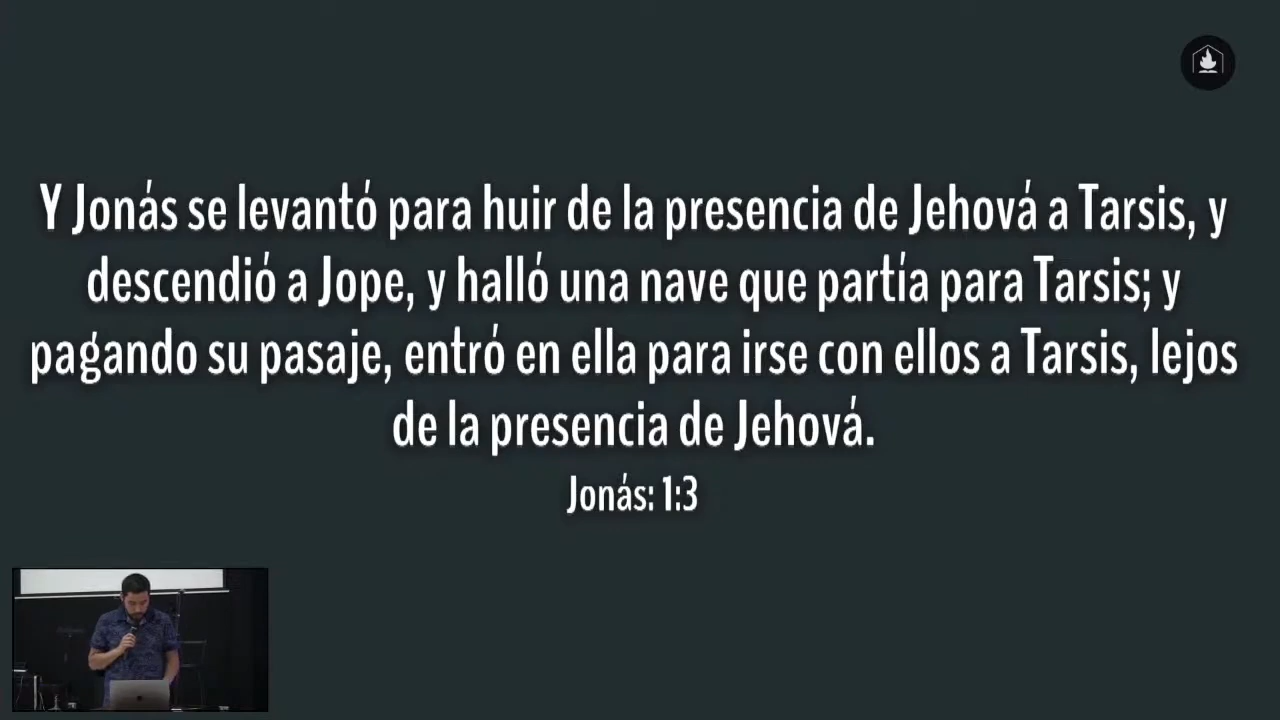 Y Jonás se levantó para huir de la presencia de Jehová a Tarsis, y
descendió a Jope, y halló una nave que partía para Tarsis; y
pagando su pasaje, entró en ella para irse con ellos a Tarsis, lejos
de la presencia de Jehová.
Jonás: 1:3